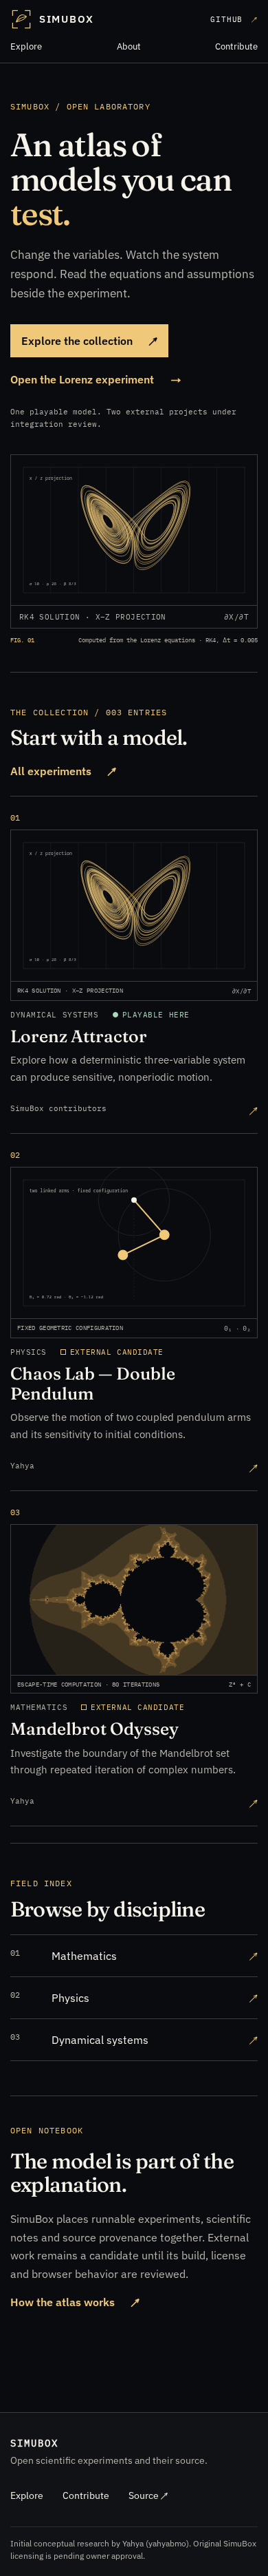 SIMUBOX
GITHUB ↗
Explore
About
Contribute
SIMUBOX / OPEN LABORATORY
An atlas of
models you can
test.
Change the variables. Watch the system
respond. Read the equations and assumptions
beside the experiment.
Explore the collection ↗
Open the Lorenz experiment →
One playable model. Two external projects under
integration review.
x / z projection
σ 10 · ρ 28 · β 8/3
RK4 SOLUTION · X–Z PROJECTION
∂X/∂T
FIG. 01
Computed from the Lorenz equations · RK4, Δt = 0.005
THE COLLECTION / 003 ENTRIES
Start with a model.
All experiments ↗
01
x / z projection
σ 10 · ρ 28 · β 8/3
RK4 SOLUTION · X–Z PROJECTION
∂X/∂T
DYNAMICAL SYSTEMS
PLAYABLE HERE
Lorenz Attractor
Explore how a deterministic three-variable system
can produce sensitive, nonperiodic motion.
SimuBox contributors ↗
02
two linked arms · fixed configuration
FIXED GEOMETRIC CONFIGURATION
θ₁ · θ₂
PHYSICS
EXTERNAL CANDIDATE
Chaos Lab — Double
Pendulum
Observe the motion of two coupled pendulum arms
and its sensitivity to initial conditions.
Yahya ↗
03
ESCAPE-TIME COMPUTATION · 80 ITERATIONS
Z² + C
MATHEMATICS
EXTERNAL CANDIDATE
Mandelbrot Odyssey
Investigate the boundary of the Mandelbrot set
through repeated iteration of complex numbers.
Yahya ↗
FIELD INDEX
Browse by discipline
01 Mathematics ↗
02 Physics ↗
03 Dynamical systems ↗
OPEN NOTEBOOK
The model is part of the
explanation.
SimuBox places runnable experiments, scientific
notes and source provenance together. External
work remains a candidate until its build, license
and browser behavior are reviewed.
How the atlas works ↗
SIMUBOX
Open scientific experiments and their source.
Explore
Contribute
Source ↗
Initial conceptual research by Yahya (yahyabmo). Original SimuBox
licensing is pending owner approval.